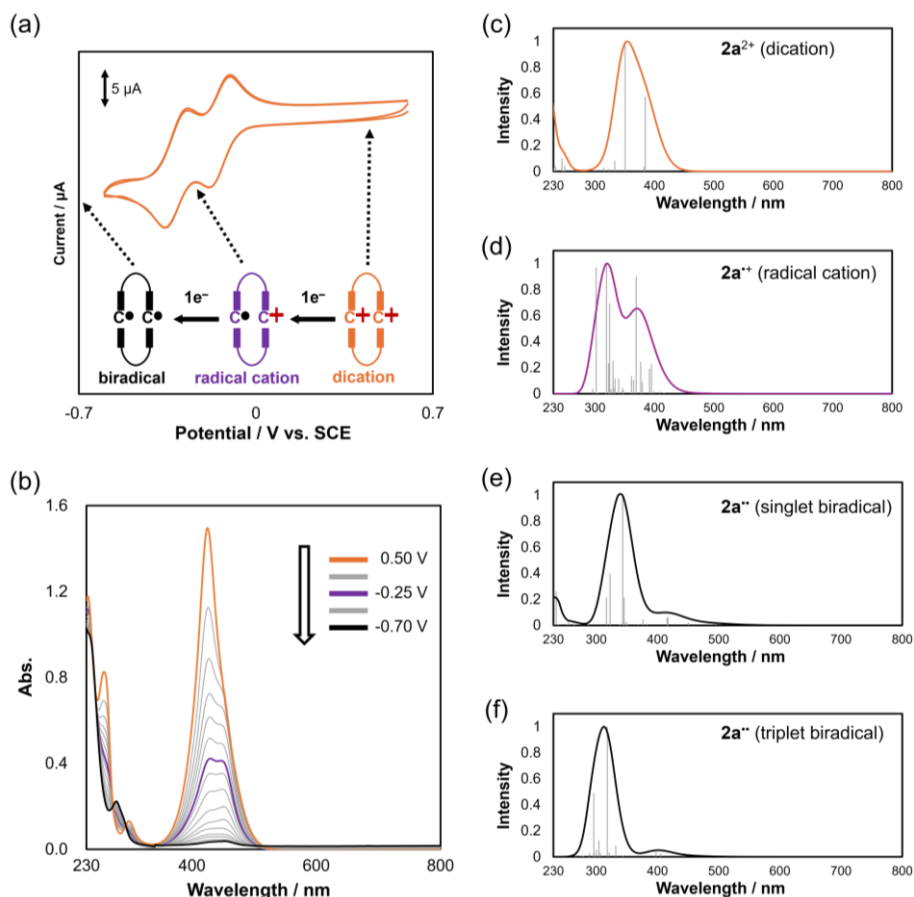 (a)
5 µA
Current / µA
C• C•
1e⁻
C• C+
1e⁻
C+ C+
biradical
radical cation
dication
-0.7
0
0.7
Potential / V vs. SCE
(b)
1.6
1.2
0.8
0.4
0.0
Abs.
0.50 V
-0.25 V
-0.70 V
230
400
600
800
Wavelength / nm
(c)
2a²⁺ (dication)
Intensity
1
0.8
0.6
0.4
0.2
0
230 300 400 500 600 700 800
Wavelength / nm
(d)
2a•⁺ (radical cation)
Intensity
1
0.8
0.6
0.4
0.2
0
230 300 400 500 600 700 800
Wavelength / nm
(e)
2a•• (singlet biradical)
Intensity
1
0.8
0.6
0.4
0.2
0
230 300 400 500 600 700 800
Wavelength / nm
(f)
2a•• (triplet biradical)
Intensity
1
0.8
0.6
0.4
0.2
0
230 300 400 500 600 700 800
Wavelength / nm